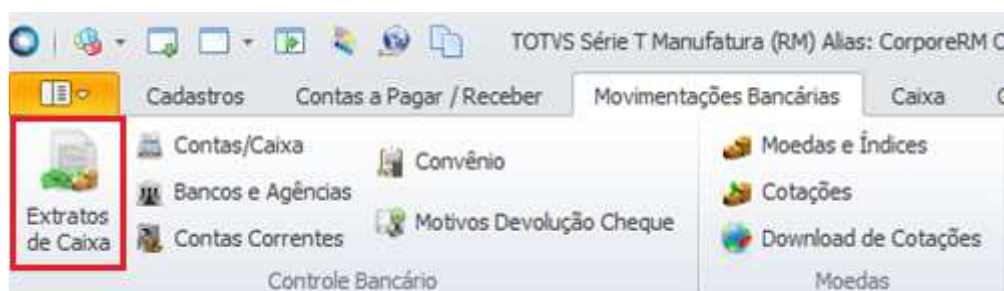 TOTVS Série T Manufatura (RM) Alias: CorporeRM
Cadastros Contas a Pagar / Receber Movimentações Bancárias Caixa
Extratos de Caixa
Contas/Caixa
Bancos e Agências
Contas Correntes
Convênio
Motivos Devolução Cheque
Controle Bancário
Moedas e Índices
Cotações
Download de Cotações
Moedas